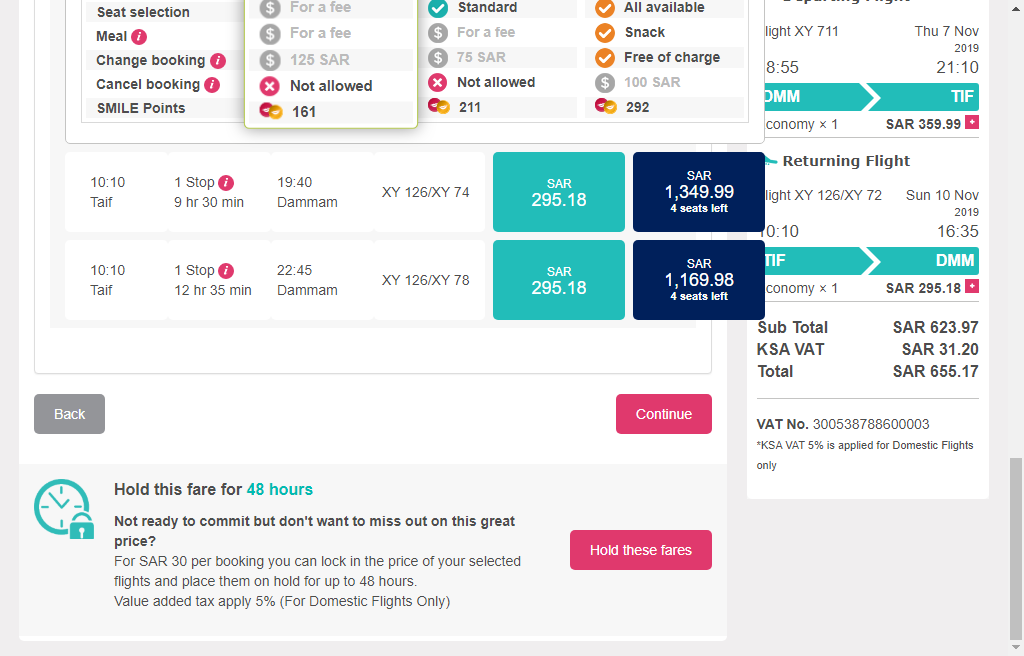 Seat selection
For a fee
Standard
All available
Meal
For a fee
For a fee
Snack
Change booking
125 SAR
75 SAR
Free of charge
Cancel booking
Not allowed
Not allowed
100 SAR
SMILE Points
161
211
292
10:10
Taif
1 Stop
9 hr 30 min
19:40
Dammam
XY 126/XY 74
SAR
295.18
SAR
1,349.99
4 seats left
10:10
Taif
1 Stop
12 hr 35 min
22:45
Dammam
XY 126/XY 78
SAR
295.18
SAR
1,169.98
4 seats left
Back
Continue
Hold this fare for 48 hours
Not ready to commit but don't want to miss out on this great
price?
For SAR 30 per booking you can lock in the price of your selected
flights and place them on hold for up to 48 hours.
Value added tax apply 5% (For Domestic Flights Only)
Hold these fares
light XY 711
Thu 7 Nov
2019
8:55
21:10
DMM
TIF
conomy × 1
SAR 359.99
Returning Flight
light XY 126/XY 72
Sun 10 Nov
2019
0:10
16:35
TIF
DMM
conomy × 1
SAR 295.18
Sub Total
SAR 623.97
KSA VAT
SAR 31.20
Total
SAR 655.17
VAT No. 300538788600003
*KSA VAT 5% is applied for Domestic Flights
only